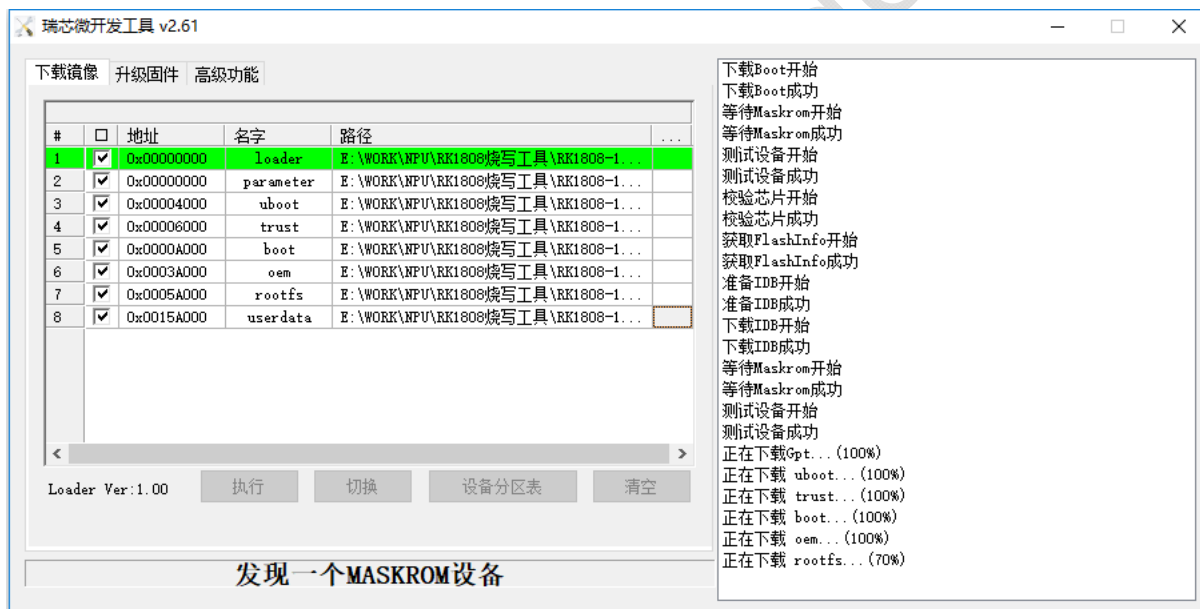 瑞芯微开发工具 v2.61
下载镜像 升级固件 高级功能
# 地址 名字 路径 ...
1 0x00000000 loader E:\WORK\NPU\RK1808烧写工具\RK1808-1...
2 0x00000000 parameter E:\WORK\NPU\RK1808烧写工具\RK1808-1...
3 0x00004000 uboot E:\WORK\NPU\RK1808烧写工具\RK1808-1...
4 0x00006000 trust E:\WORK\NPU\RK1808烧写工具\RK1808-1...
5 0x0000A000 boot E:\WORK\NPU\RK1808烧写工具\RK1808-1...
6 0x0003A000 oem E:\WORK\NPU\RK1808烧写工具\RK1808-1...
7 0x0005A000 rootfs E:\WORK\NPU\RK1808烧写工具\RK1808-1...
8 0x0015A000 userdata E:\WORK\NPU\RK1808烧写工具\RK1808-1...
Loader Ver:1.00 执行 切换 设备分区表 清空
发现一个MASKROM设备
下载Boot开始
下载Boot成功
等待Maskrom开始
等待Maskrom成功
测试设备开始
测试设备成功
校验芯片开始
校验芯片成功
获取FlashInfo开始
获取FlashInfo成功
准备IDB开始
准备IDB成功
下载IDB开始
下载IDB成功
等待Maskrom开始
等待Maskrom成功
测试设备开始
测试设备成功
正在下载Gpt...(100%)
正在下载 uboot...(100%)
正在下载 trust...(100%)
正在下载 boot...(100%)
正在下载 oem...(100%)
正在下载 rootfs...(70%)